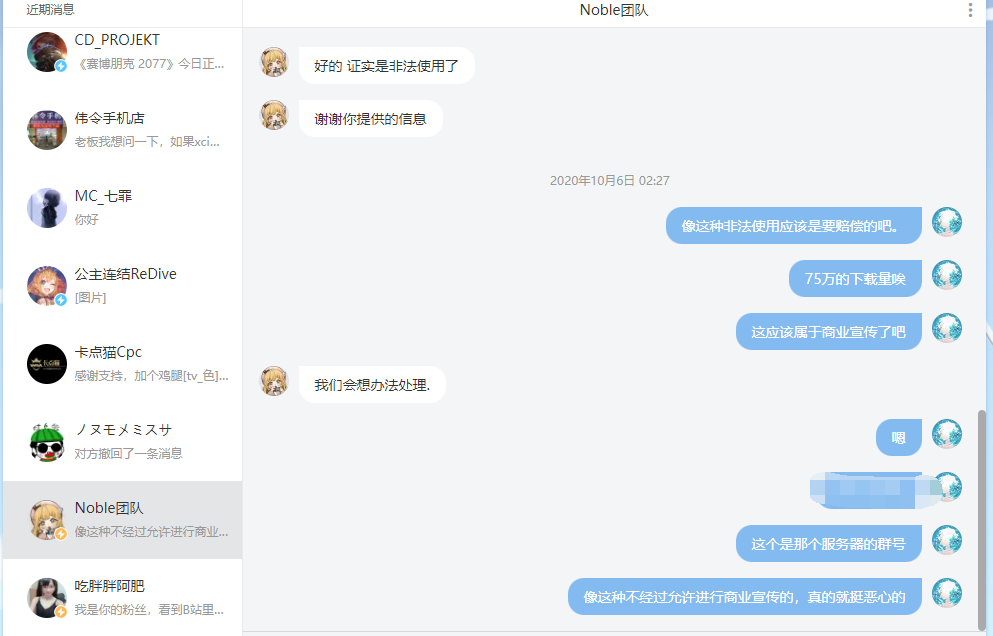 近期消息
CD_PROJEKT
《赛博朋克 2077》今日正...
伟令手机店
老板我想问一下，如果xci...
MC_七罪
你好
公主连结ReDive
[图片]
卡点猫Cpc
感谢支持，加个鸡腿[tv_色]...
ノヌモメミスサ
对方撤回了一条消息
Noble团队
像这种不经过允许进行商业...
吃胖胖阿肥
我是你的粉丝，看到B站里...
Noble团队
好的 证实是非法使用了
谢谢你提供的信息
2020年10月6日 02:27
像这种非法使用应该是要赔偿的吧。
75万的下载量唉
这应该属于商业宣传了吧
我们会想办法处理.
嗯
这个是那个服务器的群号
像这种不经过允许进行商业宣传的，真的就挺恶心的